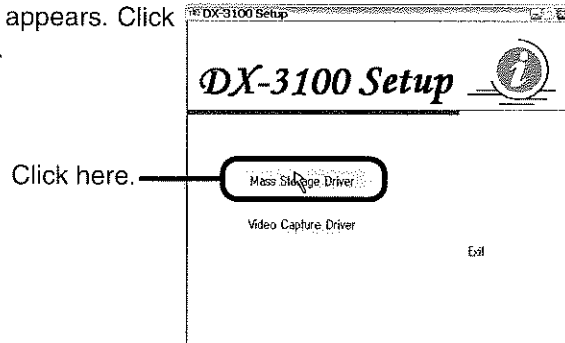 appears. Click
DX-3100 Setup
DX-3100 Setup
Click here.
Mass Storage Driver
Video Capture Driver
Exit